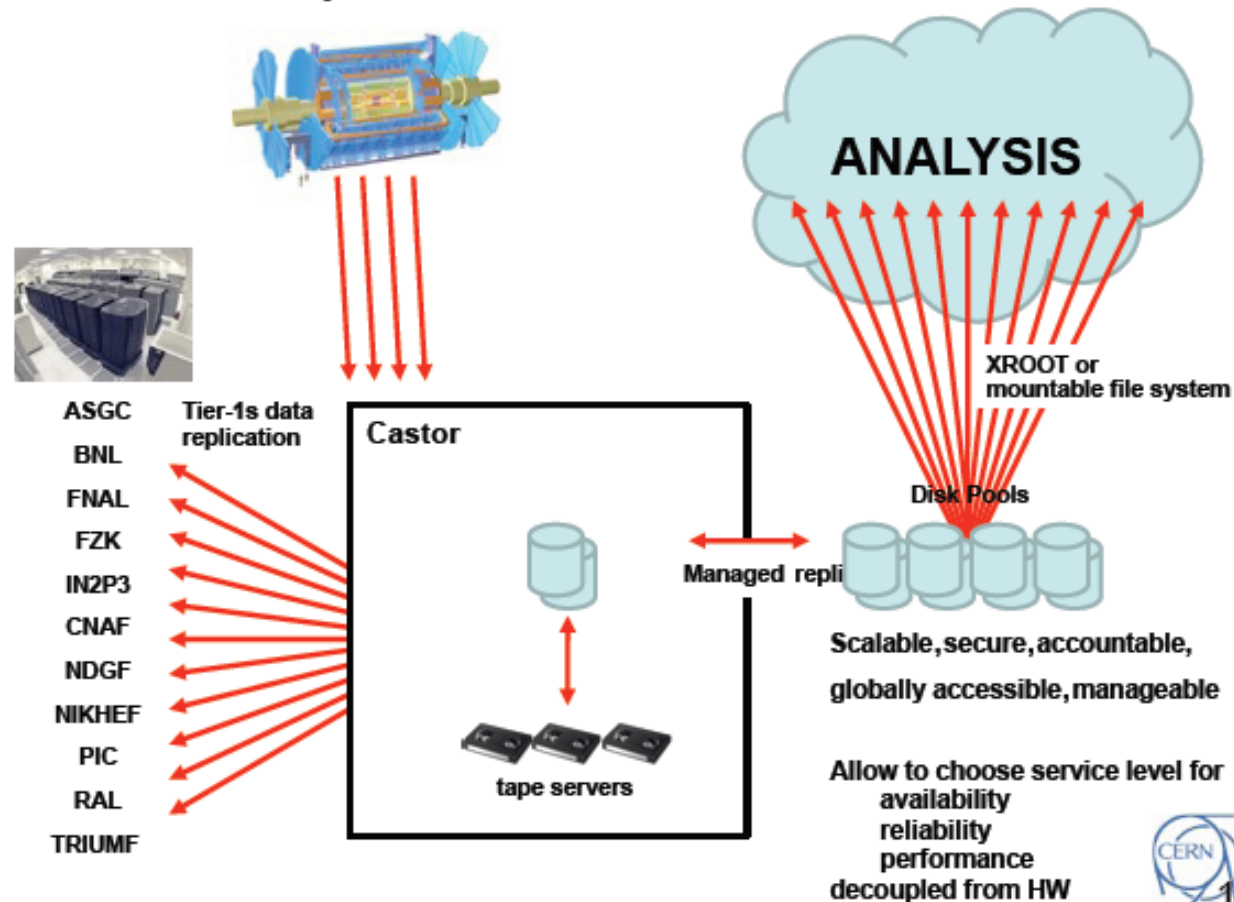 ANALYSIS
XROOT or
mountable file system
ASGC
BNL
FNAL
FZK
IN2P3
CNAF
NDGF
NIKHEF
PIC
RAL
TRIUMF
Tier-1s data
replication
Castor
tape servers
Managed repli
Disk Pools
Scalable, secure, accountable,
globally accessible, manageable
Allow to choose service level for
availability
reliability
performance
decoupled from HW
CERN
1